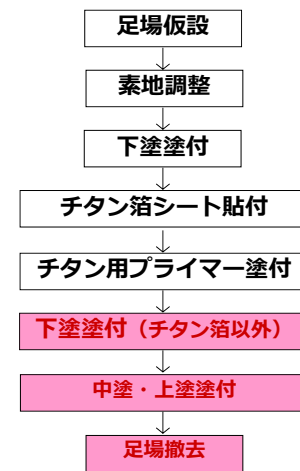 足場仮設
素地調整
下塗塗付
チタン箔シート貼付
チタン用プライマー塗付
下塗塗付（チタン箔以外）
中塗・上塗塗付
足場撤去